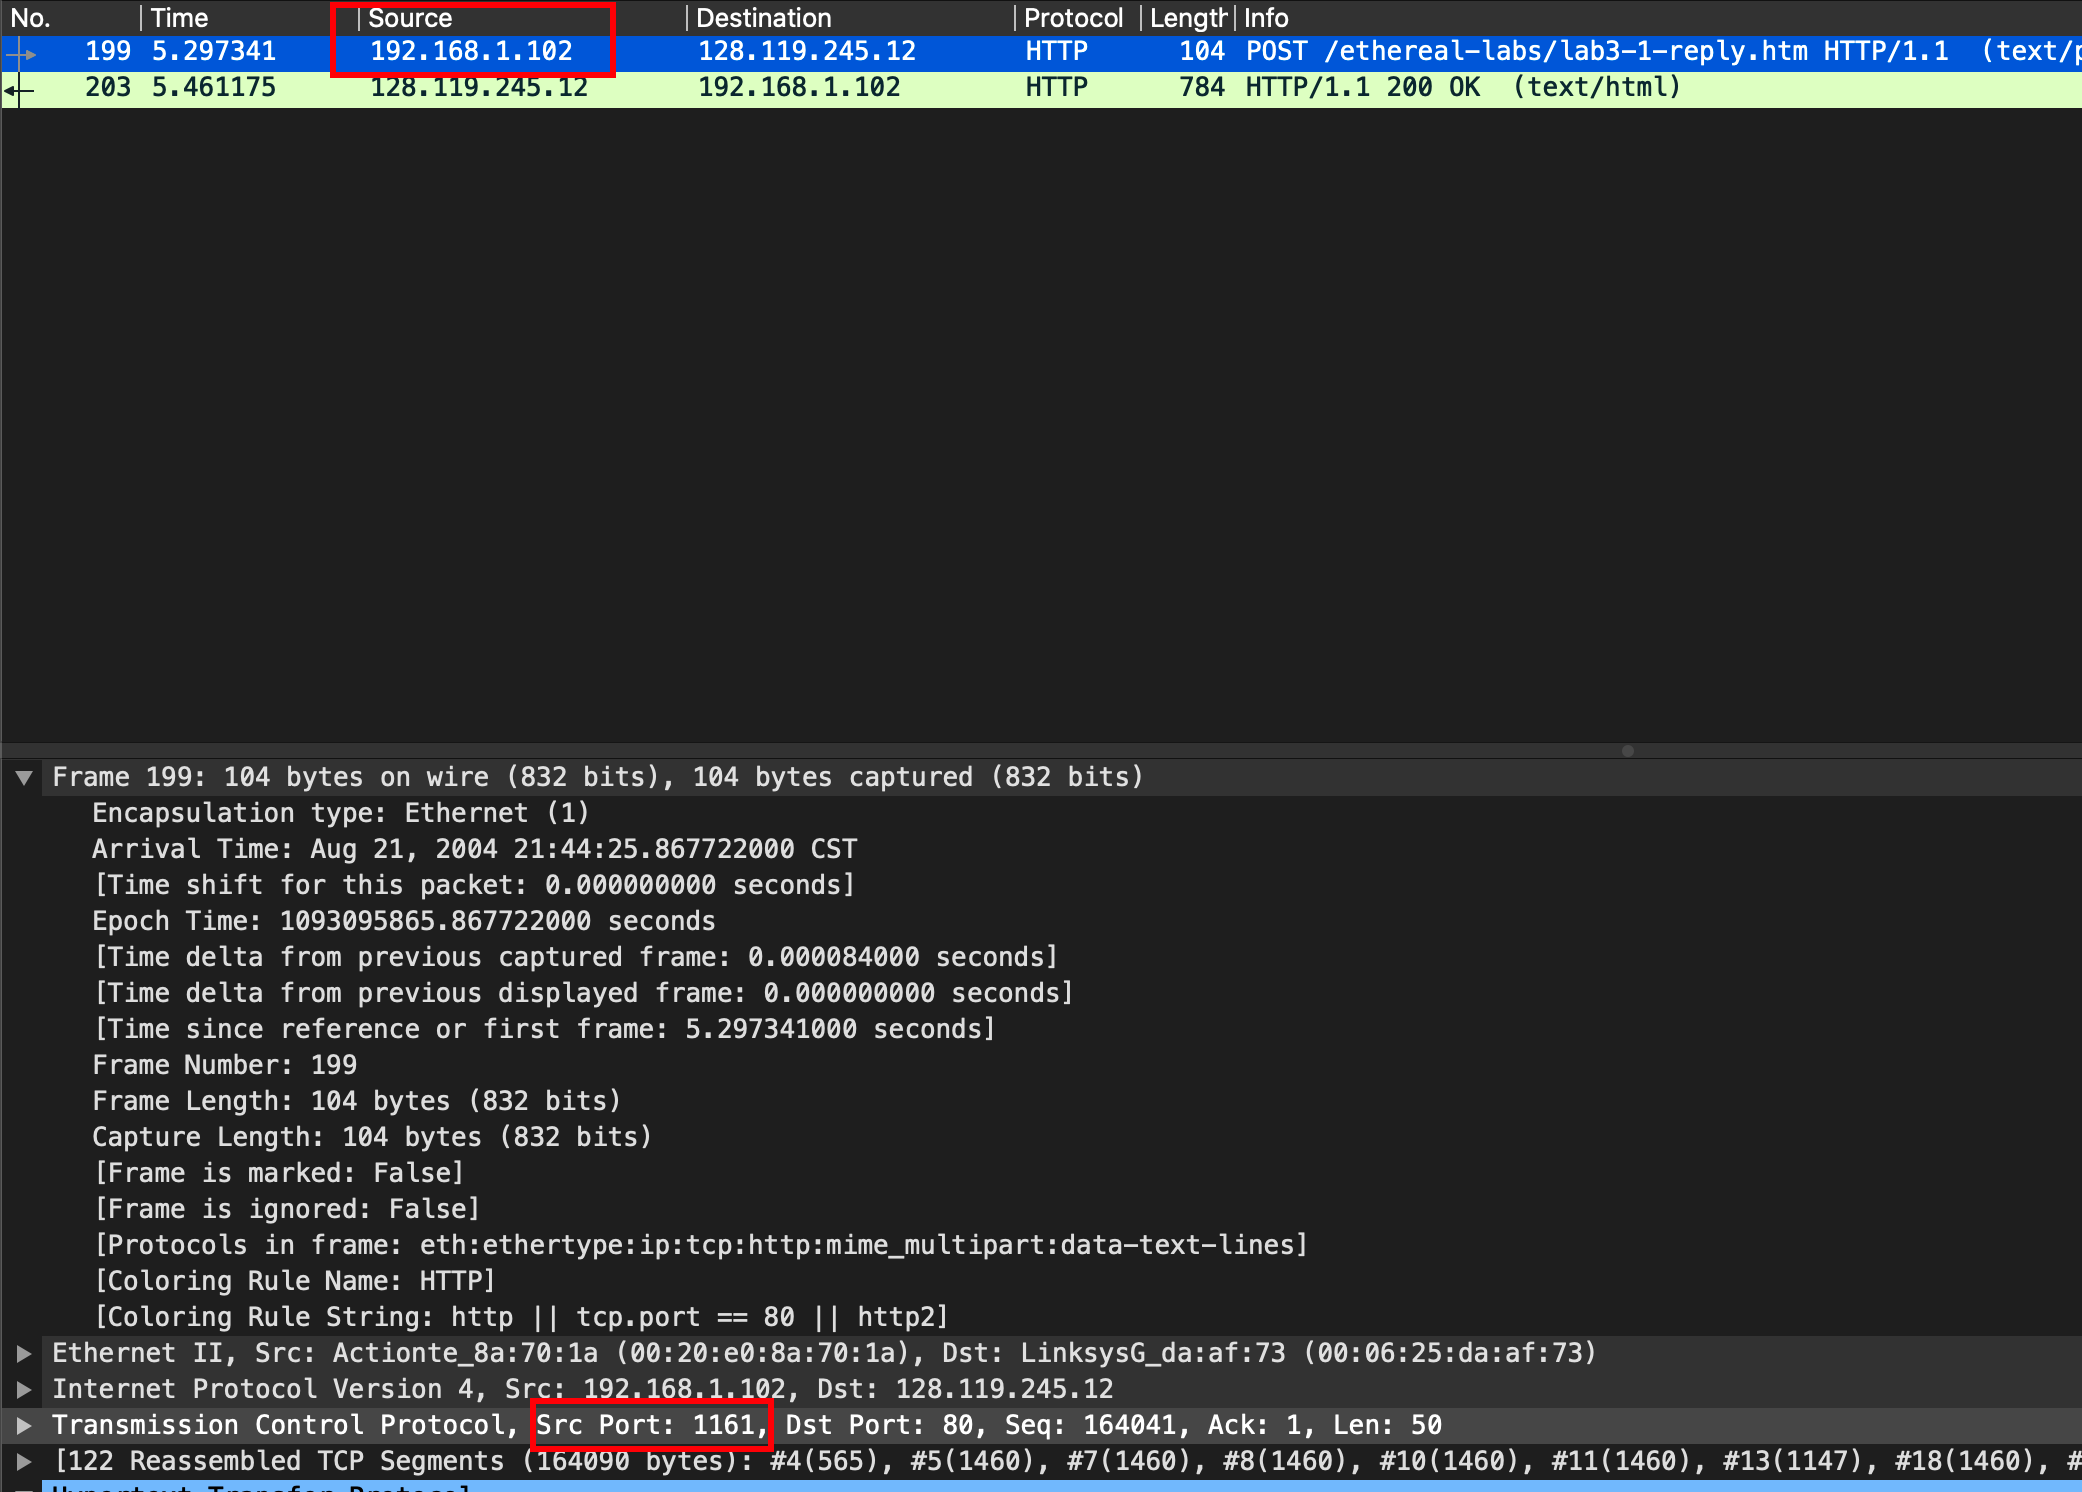 No. Time Source Destination Protocol Length Info
199 5.297341 192.168.1.102 128.119.245.12 HTTP 104 POST /ethereal-labs/lab3-1-reply.htm HTTP/1.1 (text/p
203 5.461175 128.119.245.12 192.168.1.102 HTTP 784 HTTP/1.1 200 OK (text/html)
Frame 199: 104 bytes on wire (832 bits), 104 bytes captured (832 bits)
Encapsulation type: Ethernet (1)
Arrival Time: Aug 21, 2004 21:44:25.867722000 CST
[Time shift for this packet: 0.000000000 seconds]
Epoch Time: 1093095865.867722000 seconds
[Time delta from previous captured frame: 0.000084000 seconds]
[Time delta from previous displayed frame: 0.000000000 seconds]
[Time since reference or first frame: 5.297341000 seconds]
Frame Number: 199
Frame Length: 104 bytes (832 bits)
Capture Length: 104 bytes (832 bits)
[Frame is marked: False]
[Frame is ignored: False]
[Protocols in frame: eth:ethertype:ip:tcp:http:mime_multipart:data-text-lines]
[Coloring Rule Name: HTTP]
[Coloring Rule String: http || tcp.port == 80 || http2]
Ethernet II, Src: Actionte_8a:70:1a (00:20:e0:8a:70:1a), Dst: LinksysG_da:af:73 (00:06:25:da:af:73)
Internet Protocol Version 4, Src: 192.168.1.102, Dst: 128.119.245.12
Transmission Control Protocol, Src Port: 1161, Dst Port: 80, Seq: 164041, Ack: 1, Len: 50
[122 Reassembled TCP Segments (164090 bytes): #4(565), #5(1460), #7(1460), #8(1460), #10(1460), #11(1460), #13(1147), #18(1460), #
Hypertext Transfer Protocol